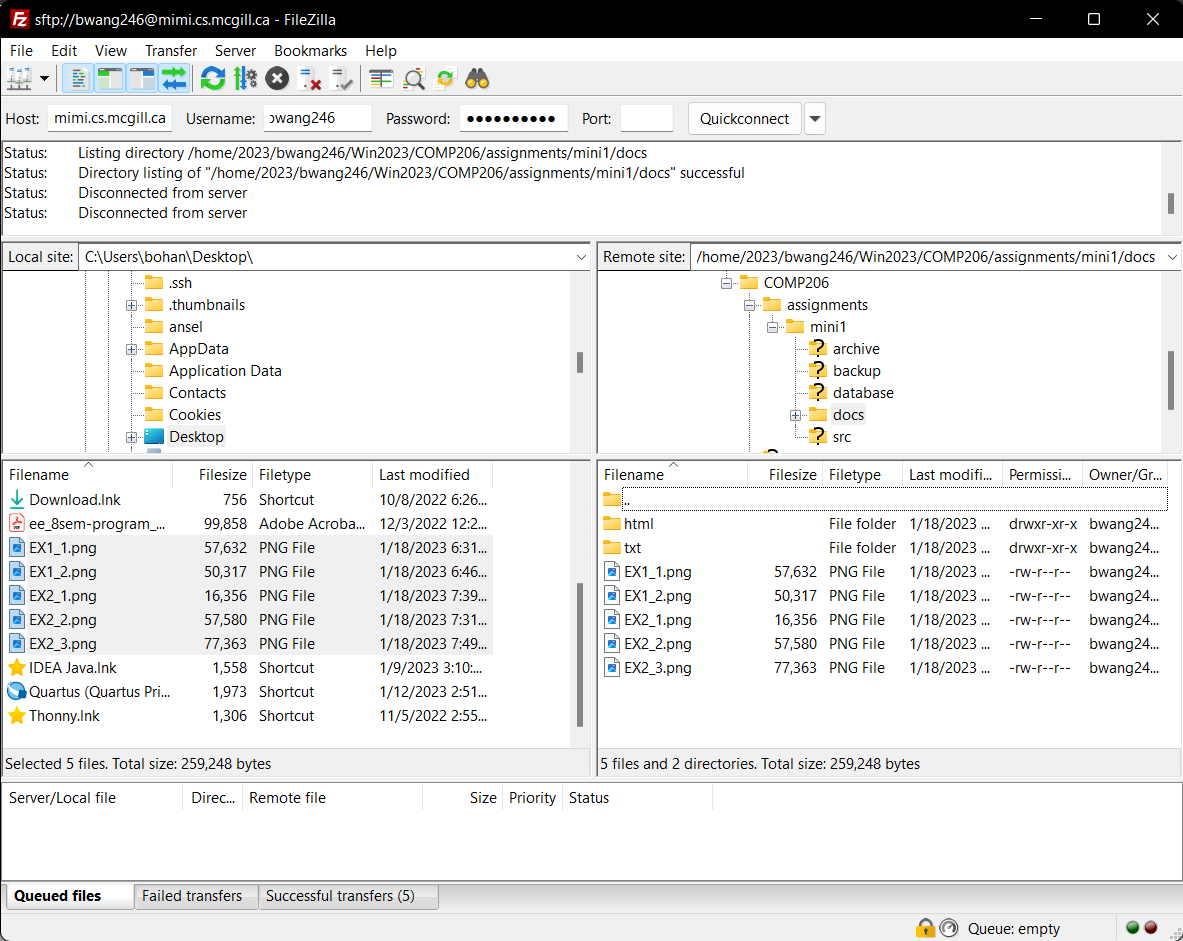 sftp://bwang246@mimi.cs.mcgill.ca - FileZilla
File Edit View Transfer Server Bookmarks Help
Host: mimi.cs.mcgill.ca Username: bwang246 Password: ●●●●●●●●●● Port: Quickconnect
Status: Listing directory /home/2023/bwang246/Win2023/COMP206/assignments/mini1/docs
Status: Directory listing of "/home/2023/bwang246/Win2023/COMP206/assignments/mini1/docs" successful
Status: Disconnected from server
Status: Disconnected from server
Local site: C:\Users\bohan\Desktop\
.ssh
.thumbnails
ansel
AppData
Application Data
Contacts
Cookies
Desktop
Filename Filesize Filetype Last modified
Download.lnk 756 Shortcut 10/8/2022 6:26...
ee_8sem-program_... 99,858 Adobe Acroba... 12/3/2022 12:2...
EX1_1.png 57,632 PNG File 1/18/2023 6:31...
EX1_2.png 50,317 PNG File 1/18/2023 6:46...
EX2_1.png 16,356 PNG File 1/18/2023 7:39...
EX2_2.png 57,580 PNG File 1/18/2023 7:31...
EX2_3.png 77,363 PNG File 1/18/2023 7:49...
IDEA Java.lnk 1,558 Shortcut 1/9/2023 3:10:...
Quartus (Quartus Pri... 1,973 Shortcut 1/12/2023 2:51...
Thonny.lnk 1,306 Shortcut 11/5/2022 2:55...
Selected 5 files. Total size: 259,248 bytes
Remote site: /home/2023/bwang246/Win2023/COMP206/assignments/mini1/docs
COMP206
assignments
mini1
archive
backup
database
docs
src
Filename Filesize Filetype Last modifi... Permissi... Owner/Gr...
..
html File folder 1/18/2023 ... drwxr-xr-x bwang24...
txt File folder 1/18/2023 ... drwxr-xr-x bwang24...
EX1_1.png 57,632 PNG File 1/18/2023 ... -rw-r--r-- bwang24...
EX1_2.png 50,317 PNG File 1/18/2023 ... -rw-r--r-- bwang24...
EX2_1.png 16,356 PNG File 1/18/2023 ... -rw-r--r-- bwang24...
EX2_2.png 57,580 PNG File 1/18/2023 ... -rw-r--r-- bwang24...
EX2_3.png 77,363 PNG File 1/18/2023 ... -rw-r--r-- bwang24...
5 files and 2 directories. Total size: 259,248 bytes
Server/Local file Direc... Remote file Size Priority Status
Queued files Failed transfers Successful transfers (5)
Queue: empty